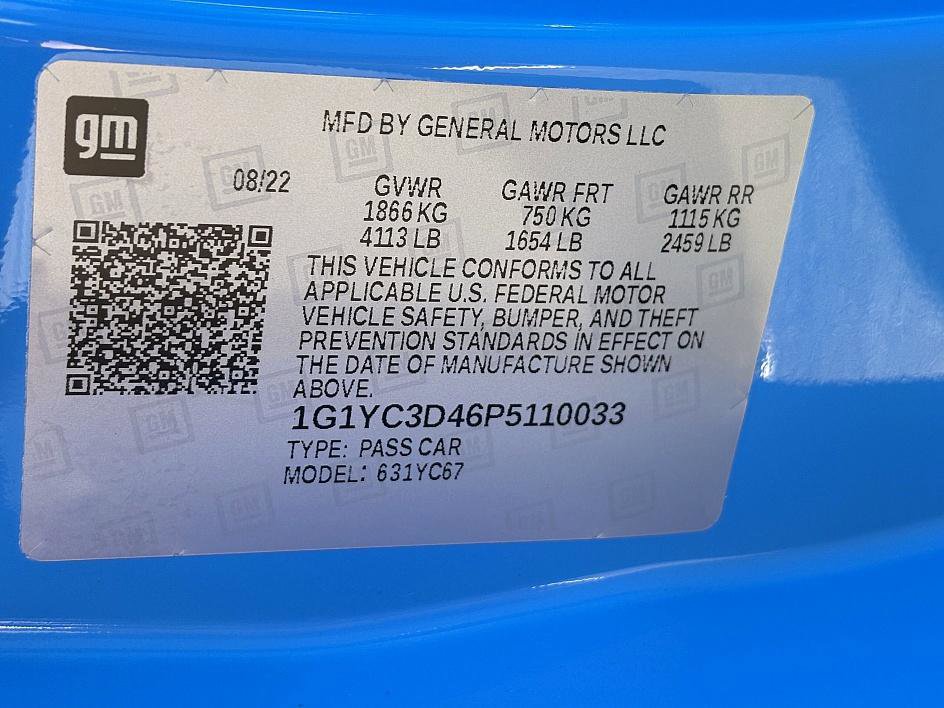 gm
MFD BY GENERAL MOTORS LLC
08/22 GVWR GAWR FRT GAWR RR
1866 KG 750 KG 1115 KG
4113 LB 1654 LB 2459 LB
THIS VEHICLE CONFORMS TO ALL
APPLICABLE U.S. FEDERAL MOTOR
VEHICLE SAFETY, BUMPER, AND THEFT
PREVENTION STANDARDS IN EFFECT ON
THE DATE OF MANUFACTURE SHOWN
ABOVE.
1G1YC3D46P5110033
TYPE: PASS CAR
MODEL: 631YC67